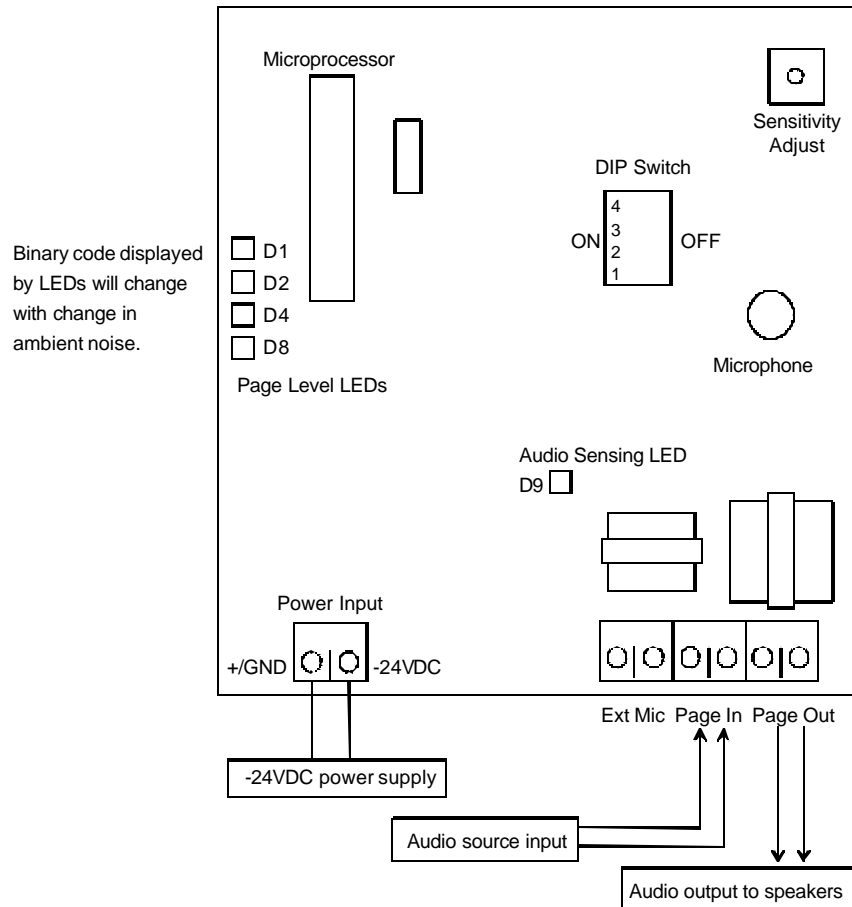 Microprocessor
Sensitivity
Adjust
DIP Switch
4
3
ON
OFF
2
1
Binary code displayed
by LEDs will change
with change in
ambient noise.
D1
D2
D4
D8
Page Level LEDs
Microphone
Audio Sensing LED
D9
Power Input
+/GND
-24VDC
Ext Mic Page In Page Out
-24VDC power supply
Audio source input
Audio output to speakers